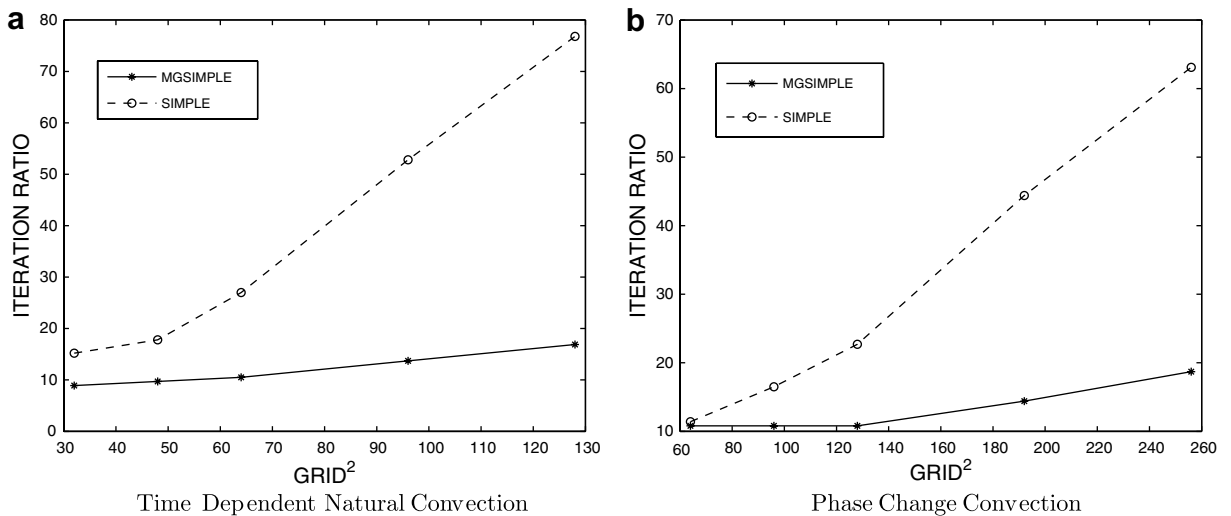 a
80
70
60
50
40
30
20
10
0
ITERATION RATIO
MGSIMPLE
SIMPLE
30 40 50 60 70 80 90 100 110 120 130
GRID²
Time Dependent Natural Convection
b
70
60
50
40
30
20
10
ITERATION RATIO
MGSIMPLE
SIMPLE
60 80 100 120 140 160 180 200 220 240 260
GRID²
Phase Change Convection